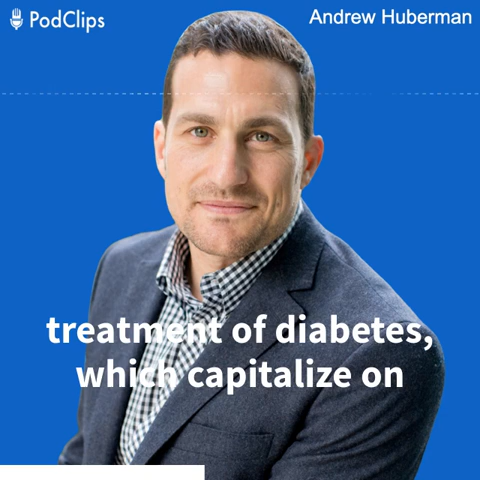 PodClips
Andrew Huberman
treatment of diabetes,
which capitalize on